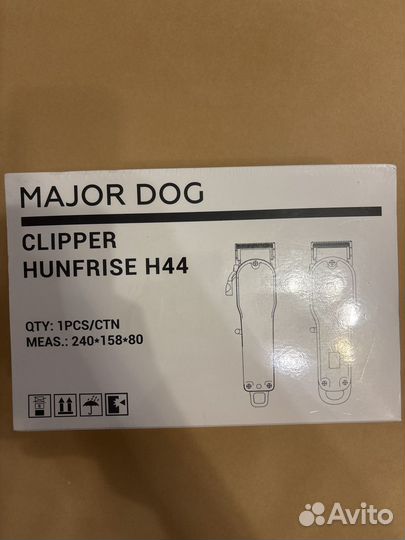 MAJOR DOG
CLIPPER
HUNFRISE H44
QTY: 1PCS/CTN
MEAS.: 240*158*80
Avito